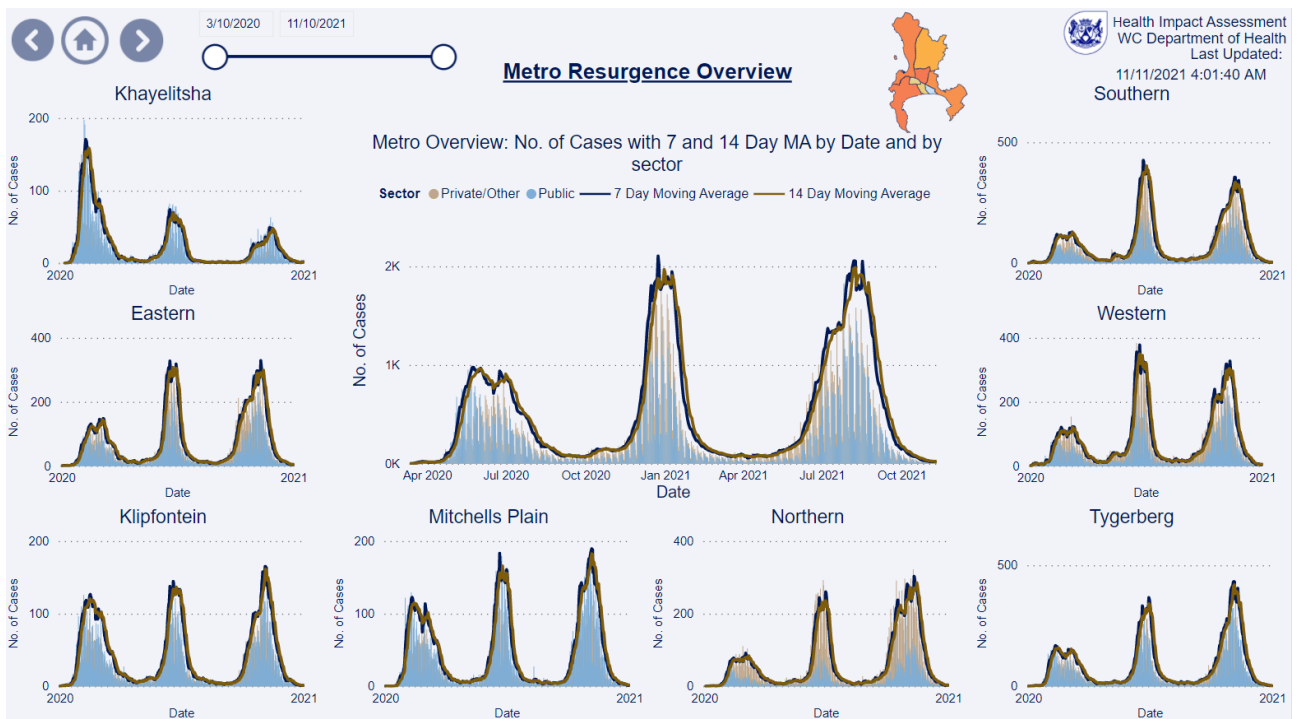 3/10/2020 11/10/2021
Metro Resurgence Overview
Health Impact Assessment
WC Department of Health
Last Updated:
11/11/2021 4:01:40 AM
Khayelitsha
No. of Cases
200
100
0
2020 2021
Date
Metro Overview: No. of Cases with 7 and 14 Day MA by Date and by
sector
Sector Private/Other Public 7 Day Moving Average 14 Day Moving Average
No. of Cases
2K
1K
0K
Apr 2020 Jul 2020 Oct 2020 Jan 2021 Apr 2021 Jul 2021 Oct 2021
Date
Southern
No. of Cases
500
0
2020 2021
Date
Eastern
No. of Cases
400
200
0
2020 2021
Date
Western
No. of Cases
400
200
0
2020 2021
Date
Klipfontein
No. of Cases
200
100
0
2020 2021
Date
Mitchells Plain
No. of Cases
200
100
0
2020 2021
Date
Northern
No. of Cases
400
200
0
2020 2021
Date
Tygerberg
No. of Cases
500
0
2020 2021
Date